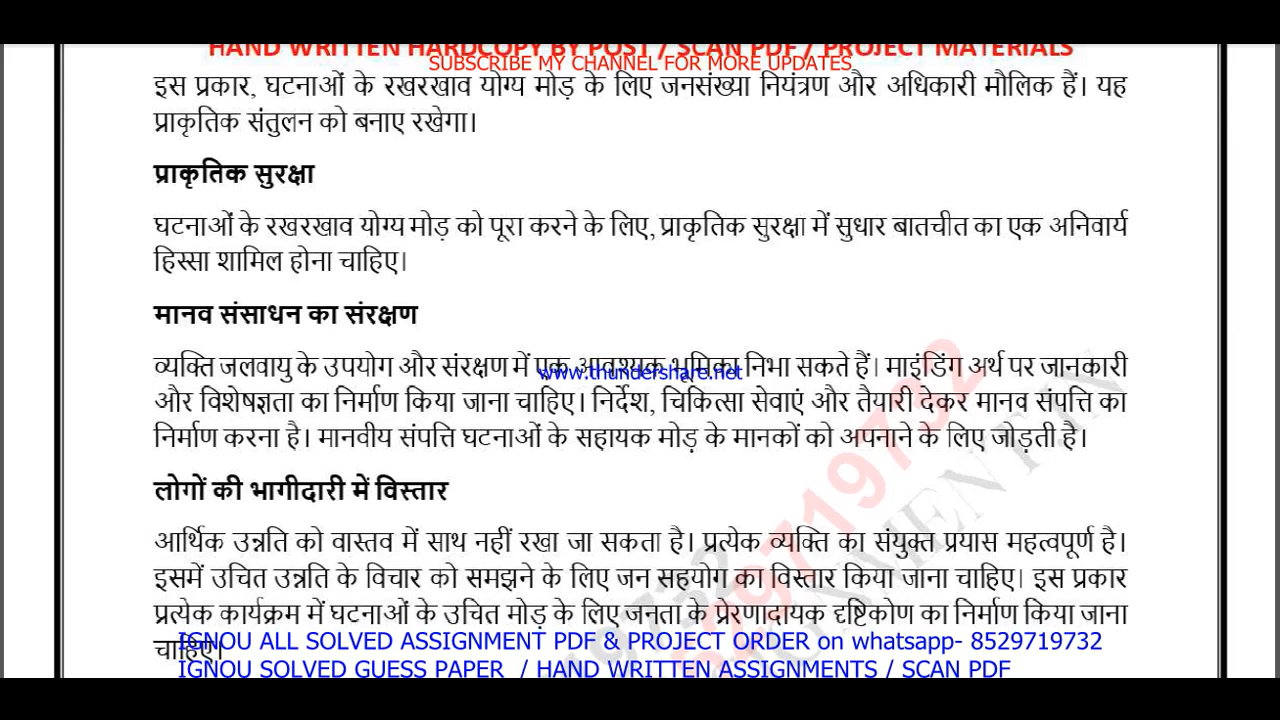 HAND WRITTEN HARDCOPY BY POST / SCAN PDF / PROJECT MATERIALS
SUBSCRIBE MY CHANNEL FOR MORE UPDATES
इस प्रकार, घटनाओं के रखरखाव योग्य मोड़ के लिए जनसंख्या नियंत्रण और अधिकारी मौलिक हैं। यह
प्राकृतिक संतुलन को बनाए रखेगा।
प्राकृतिक सुरक्षा
घटनाओं के रखरखाव योग्य मोड़ को पूरा करने के लिए, प्राकृतिक सुरक्षा में सुधार बातचीत का एक अनिवार्य
हिस्सा शामिल होना चाहिए।
मानव संसाधन का संरक्षण
व्यक्ति जलवायु के उपयोग और संरक्षण में एक आवश्यक भूमिका निभा सकते हैं। माइंडिंग अर्थ पर जानकारी
www.thundershare.net
और विशेषज्ञता का निर्माण किया जाना चाहिए। निर्देश, चिकित्सा सेवाएं और तैयारी देकर मानव संपत्ति का
निर्माण करना है। मानवीय संपत्ति घटनाओं के सहायक मोड़ के मानकों को अपनाने के लिए जोड़ती है।
लोगों की भागीदारी में विस्तार
आर्थिक उन्नति को वास्तव में साथ नहीं रखा जा सकता है। प्रत्येक व्यक्ति का संयुक्त प्रयास महत्वपूर्ण है।
इसमें उचित उन्नति के विचार को समझने के लिए जन सहयोग का विस्तार किया जाना चाहिए। इस प्रकार
प्रत्येक कार्यक्रम में घटनाओं के उचित मोड़ के लिए जनता के प्रेरणादायक दृष्टिकोण का निर्माण किया जाना
चाहिए।
IGNOU ALL SOLVED ASSIGNMENT PDF & PROJECT ORDER on whatsapp- 8529719732
IGNOU SOLVED GUESS PAPER / HAND WRITTEN ASSIGNMENTS / SCAN PDF